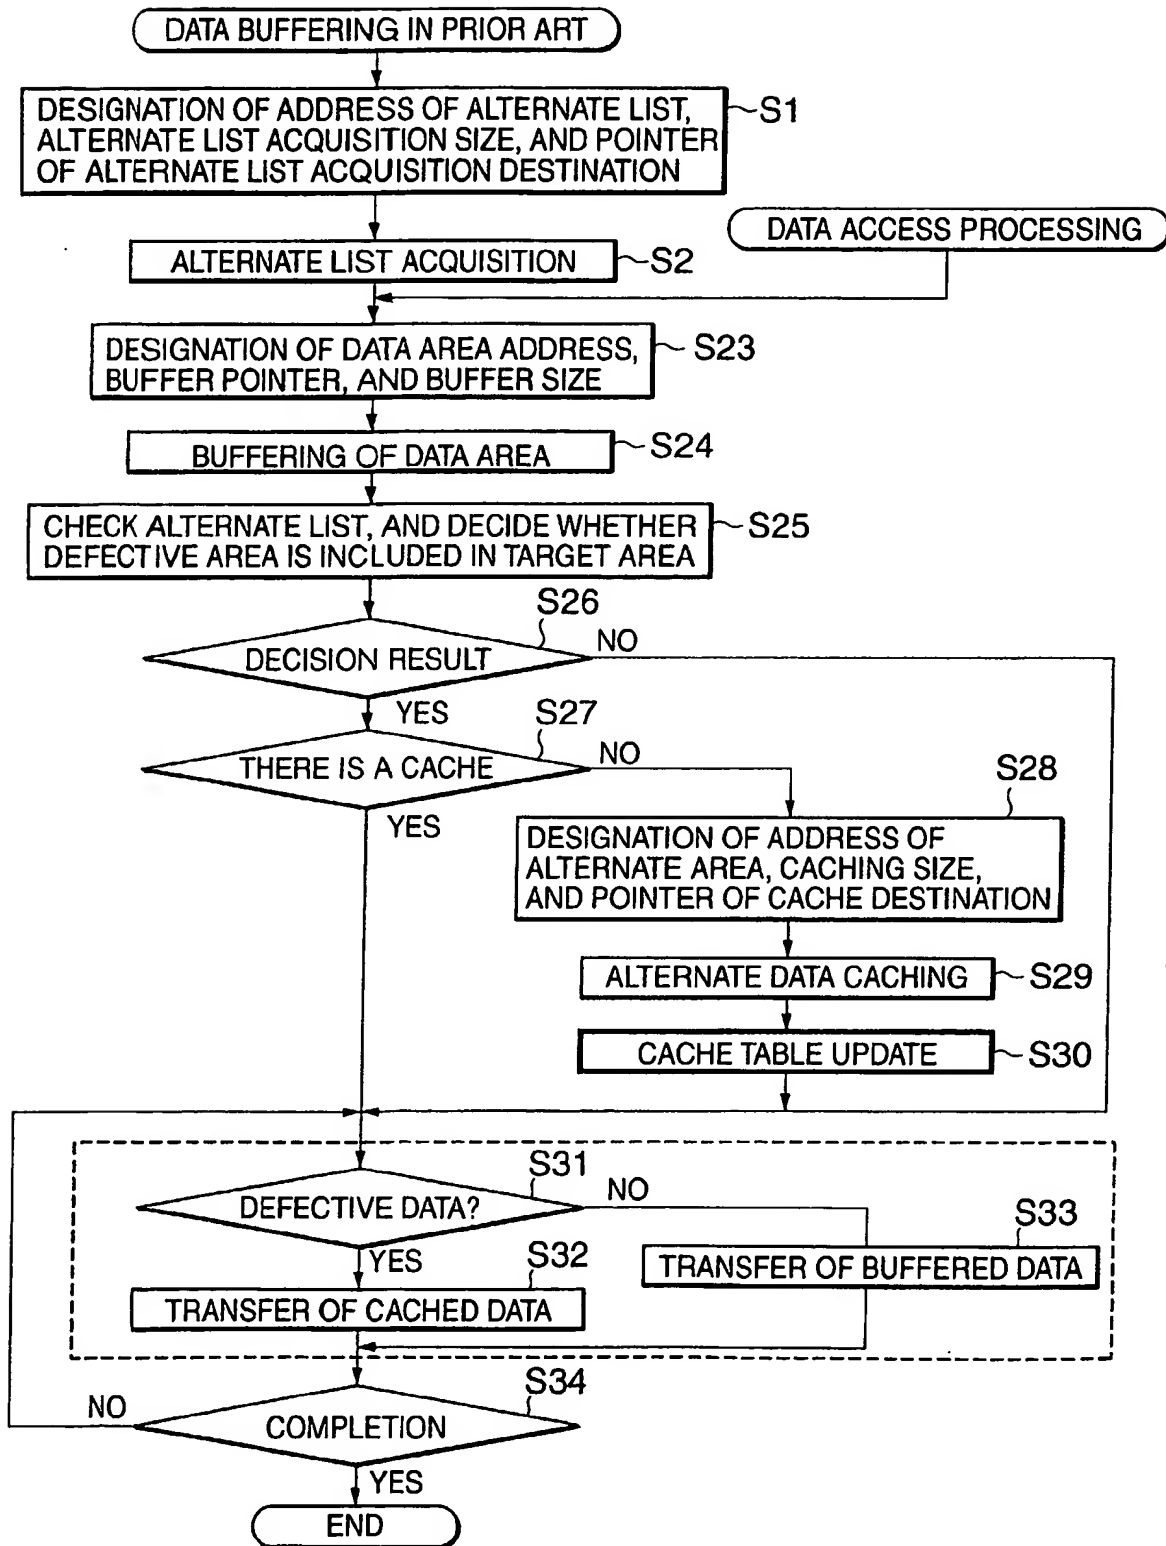 DATA BUFFERING IN PRIOR ART
DESIGNATION OF ADDRESS OF ALTERNATE LIST,
ALTERNATE LIST ACQUISITION SIZE, AND POINTER
OF ALTERNATE LIST ACQUISITION DESTINATION
S1
DATA ACCESS PROCESSING
ALTERNATE LIST ACQUISITION
S2
DESIGNATION OF DATA AREA ADDRESS,
BUFFER POINTER, AND BUFFER SIZE
S23
BUFFERING OF DATA AREA
S24
CHECK ALTERNATE LIST, AND DECIDE WHETHER
DEFECTIVE AREA IS INCLUDED IN TARGET AREA
S25
S26
DECISION RESULT
NO
YES
S27
THERE IS A CACHE
NO
YES
S28
DESIGNATION OF ADDRESS OF
ALTERNATE AREA, CACHING SIZE,
AND POINTER OF CACHE DESTINATION
ALTERNATE DATA CACHING
S29
CACHE TABLE UPDATE
S30
S31
DEFECTIVE DATA?
NO
YES
S32
TRANSFER OF CACHED DATA
S33
TRANSFER OF BUFFERED DATA
S34
COMPLETION
NO
YES
END